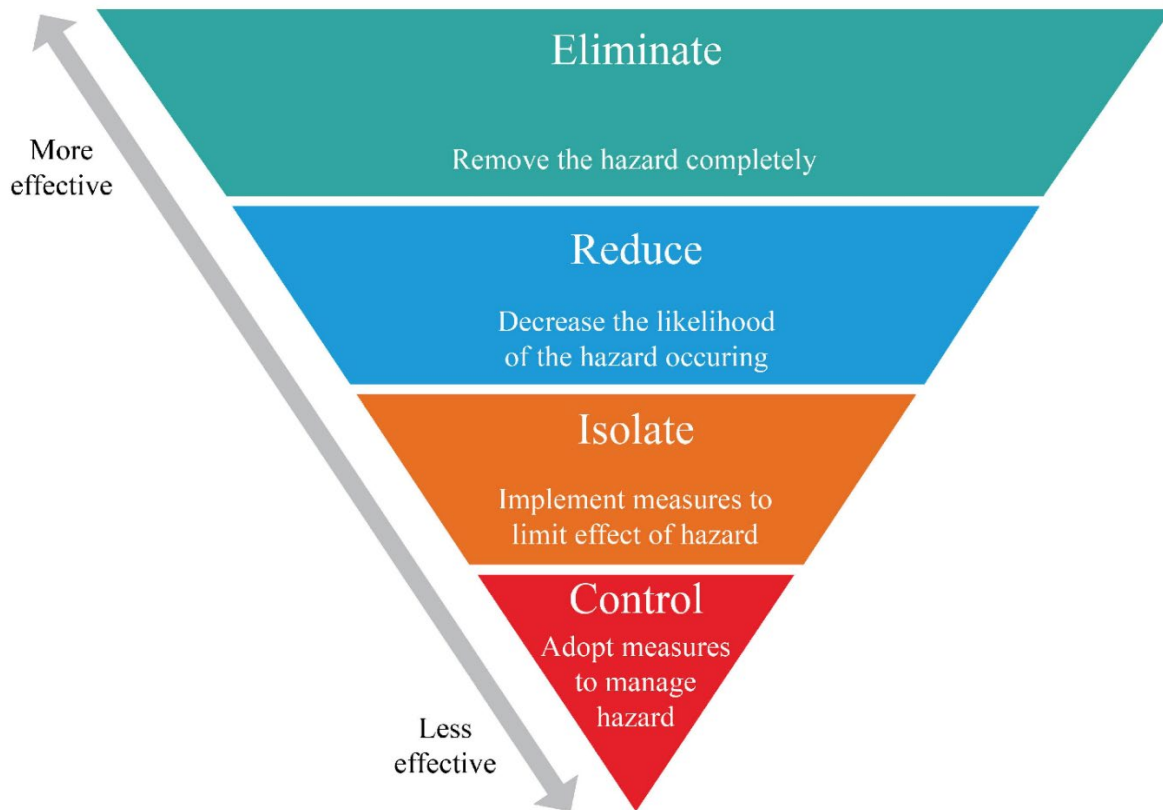 Eliminate
More
effective
Remove the hazard completely
Reduce
Decrease the likelihood
of the hazard occuring
Isolate
Implement measures to
limit effect of hazard
Control
Adopt measures
to manage
hazard
Less
effective